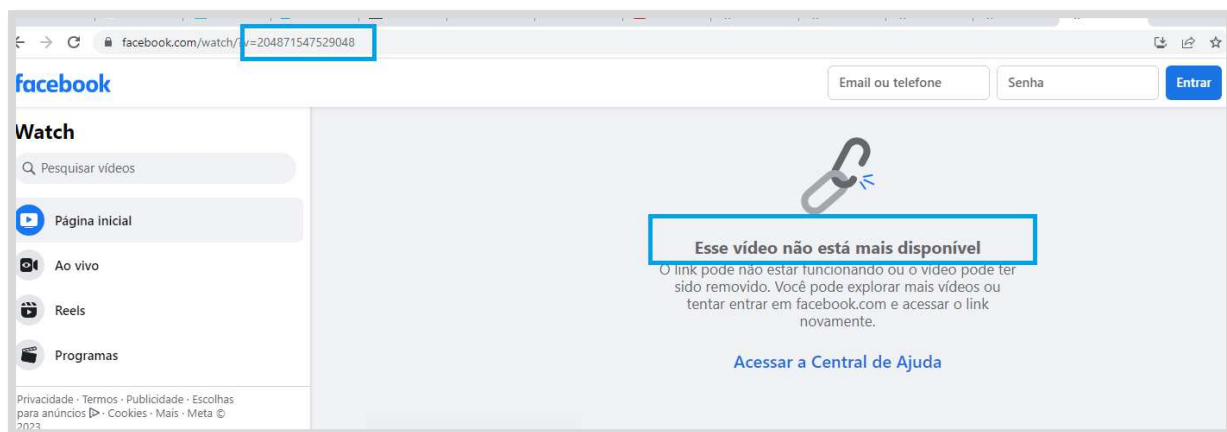 facebook.com/watch/?v=204871547529048
facebook
Email ou telefone
Senha
Entrar
Watch
Pesquisar vídeos
Página inicial
Ao vivo
Reels
Programas
Privacidade · Termos · Publicidade · Escolhas
para anúncios · Cookies · Mais · Meta ©
2023
Esse vídeo não está mais disponível
O link pode não estar funcionando ou o vídeo pode ter
sido removido. Você pode explorar mais vídeos ou
tentar entrar em facebook.com e acessar o link
novamente.
Acessar a Central de Ajuda